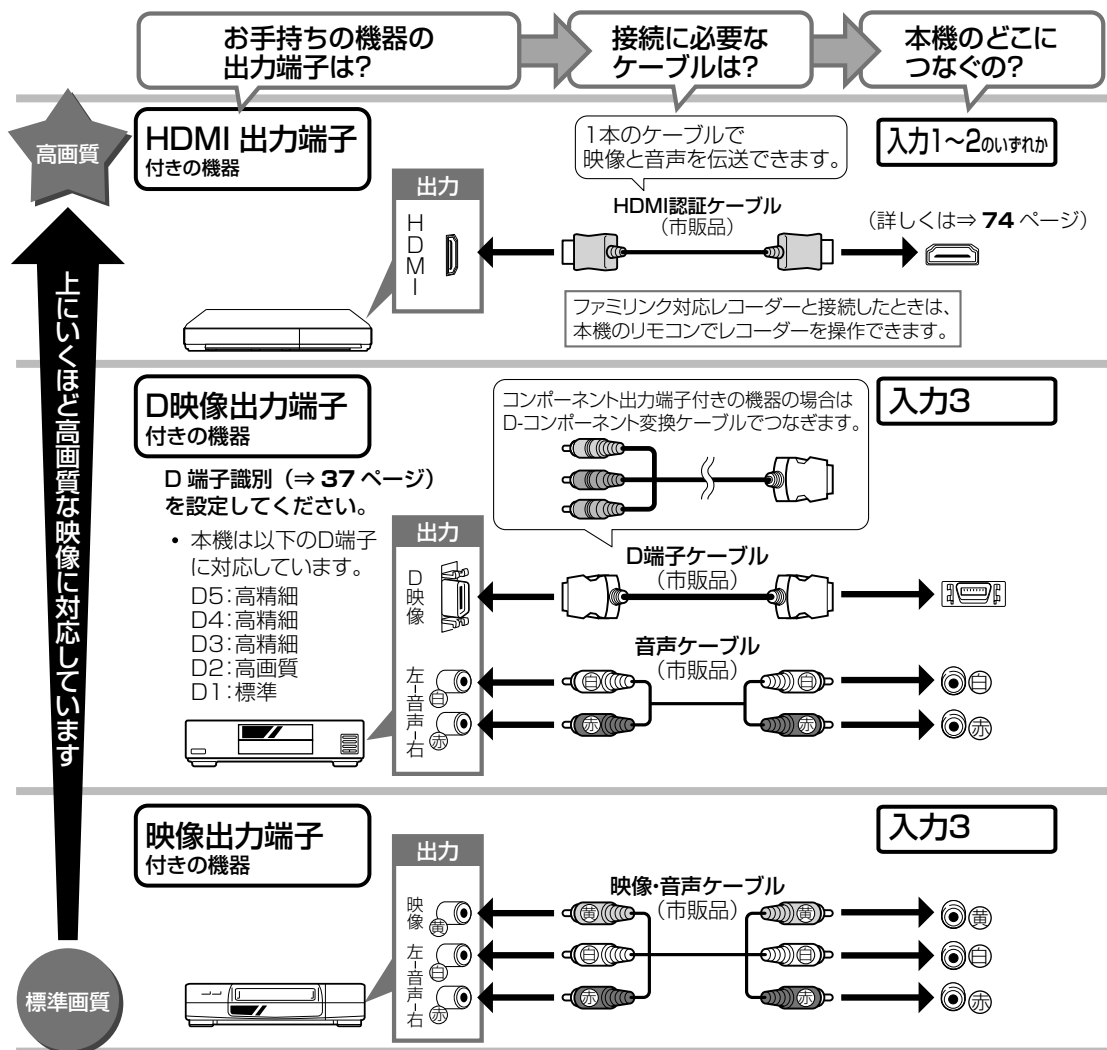 お手持ちの機器の
出力端子は?
接続に必要な
ケーブルは?
本機のどこに
つなぐの?
高画質
上にいくほど高画質な映像に対応しています
標準画質
HDMI 出力端子
付きの機器
出力
HDMI
1本のケーブルで
映像と音声を伝送できます。
HDMI認証ケーブル
(市販品)
入力1~2のいずれか
(詳しくは⇒ 74 ページ)
ファミリンク対応レコーダーと接続したときは、
本機のリモコンでレコーダーを操作できます。
D映像出力端子
付きの機器
D 端子識別(⇒ 37 ページ)
を設定してください。
• 本機は以下のD端子
に対応しています。
D5:高精細
D4:高精細
D3:高精細
D2:高画質
D1:標準
出力
D映像
左-音声-右
白
赤
コンポーネント出力端子付きの機器の場合は
D-コンポーネント変換ケーブルでつなぎます。
D端子ケーブル
(市販品)
音声ケーブル
(市販品)
白 白
赤 赤
入力3
白
赤
映像出力端子
付きの機器
出力
映像
黄
左-音声-右
白
赤
映像・音声ケーブル
(市販品)
黄 黄
白 白
赤 赤
入力3
黄
白
赤